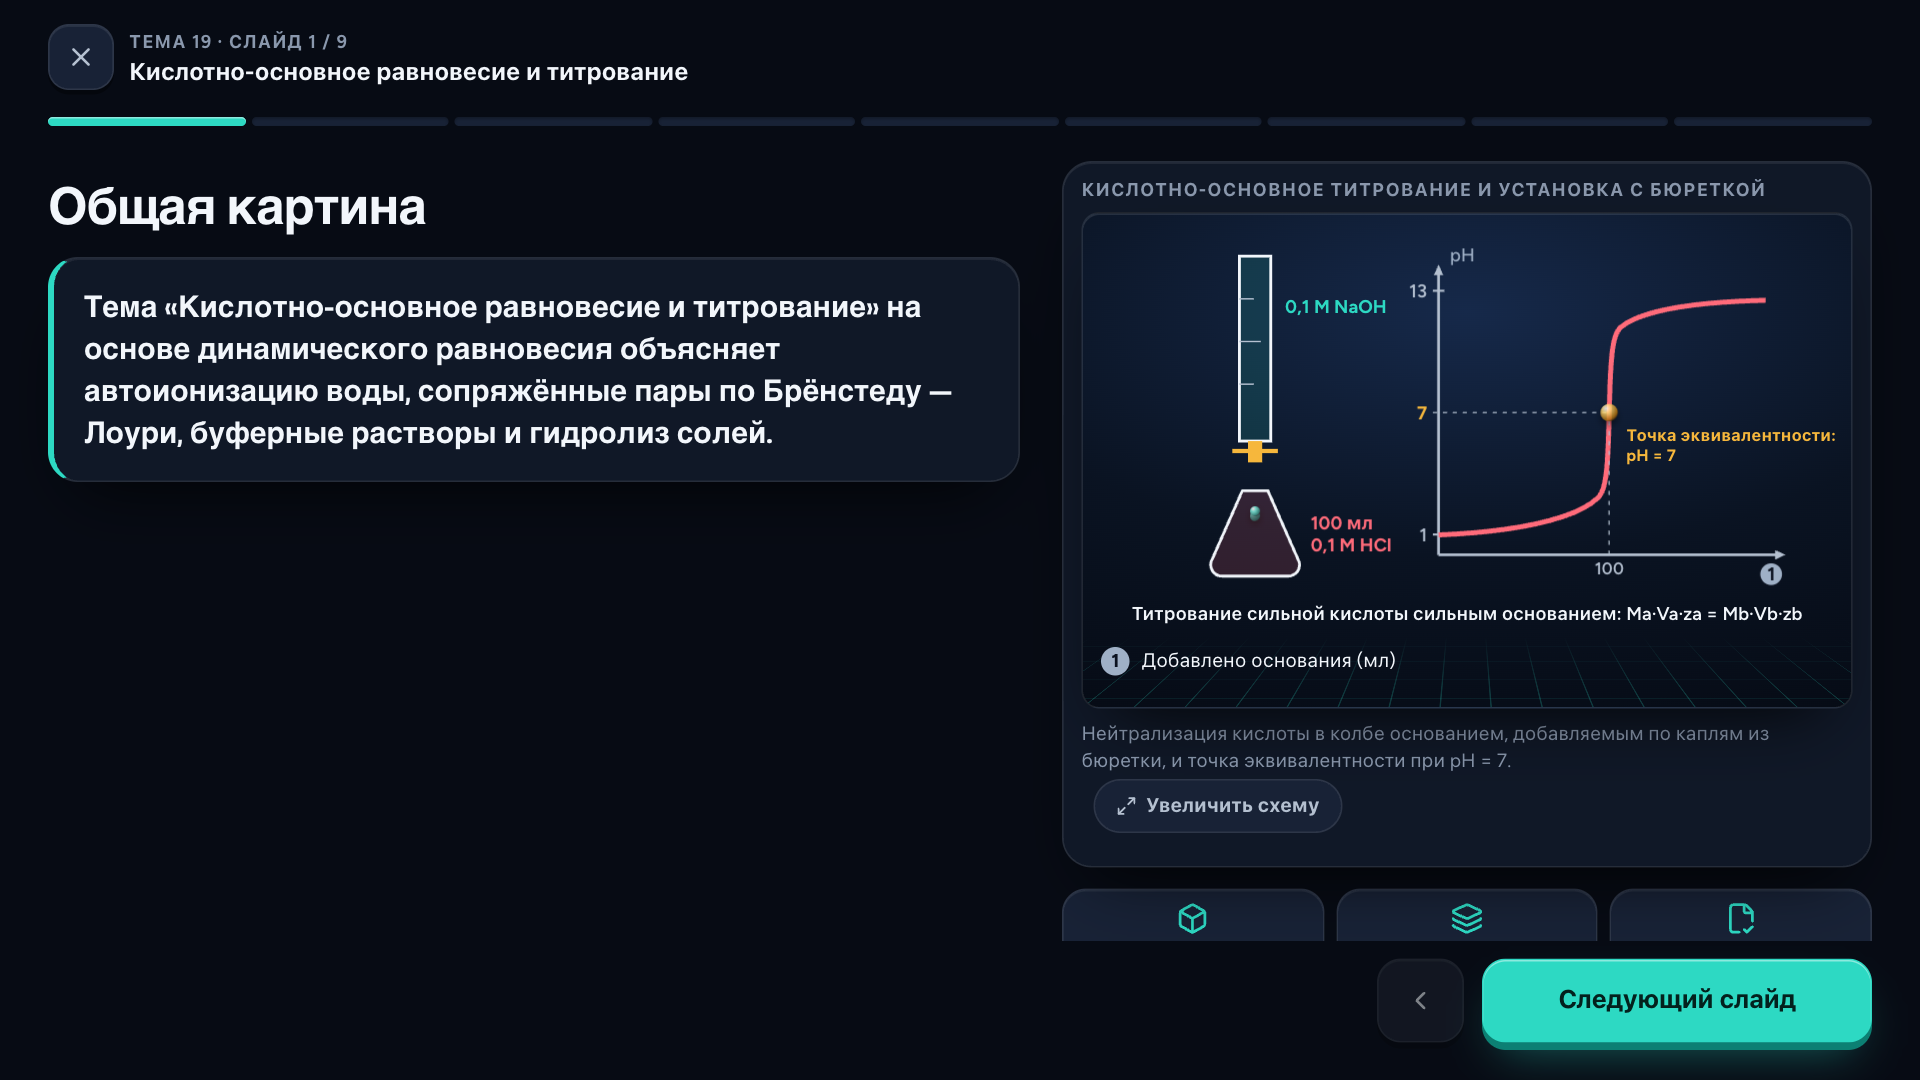 ТЕМА 19 · СЛАЙД 1 / 9
Кислотно-основное равновесие и титрование
Общая картина
Тема «Кислотно-основное равновесие и титрование» на
основе динамического равновесия объясняет
автоионизацию воды, сопряжённые пары по Брёнстеду —
Лоури, буферные растворы и гидролиз солей.
КИСЛОТНО-ОСНОВНОЕ ТИТРОВАНИЕ И УСТАНОВКА С БЮРЕТКОЙ
0,1 M NaOH
100 мл
0,1 M HCl
pH
13
7
1
Точка эквивалентности:
pH = 7
100
1
Титрование сильной кислоты сильным основанием: Ma·Va·za = Mb·Vb·zb
1 Добавлено основания (мл)
Нейтрализация кислоты в колбе основанием, добавляемым по каплям из
бюретки, и точка эквивалентности при pH = 7.
Увеличить схему
Следующий слайд